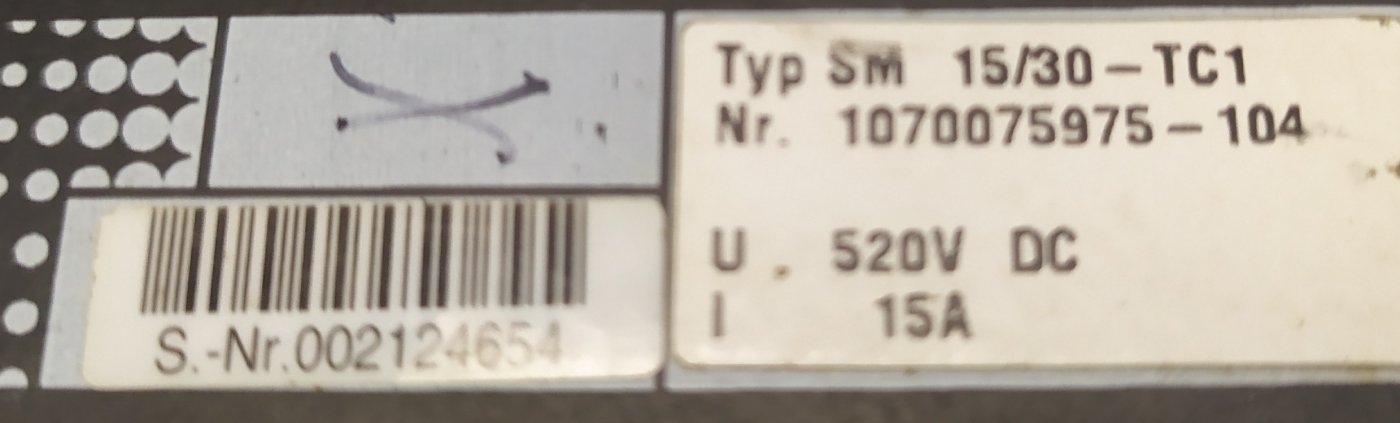 Typ Sm 15/30-TC1
Nr. 1070075975-104
U. 520V DC
I 15A
S.-Nr.002124654